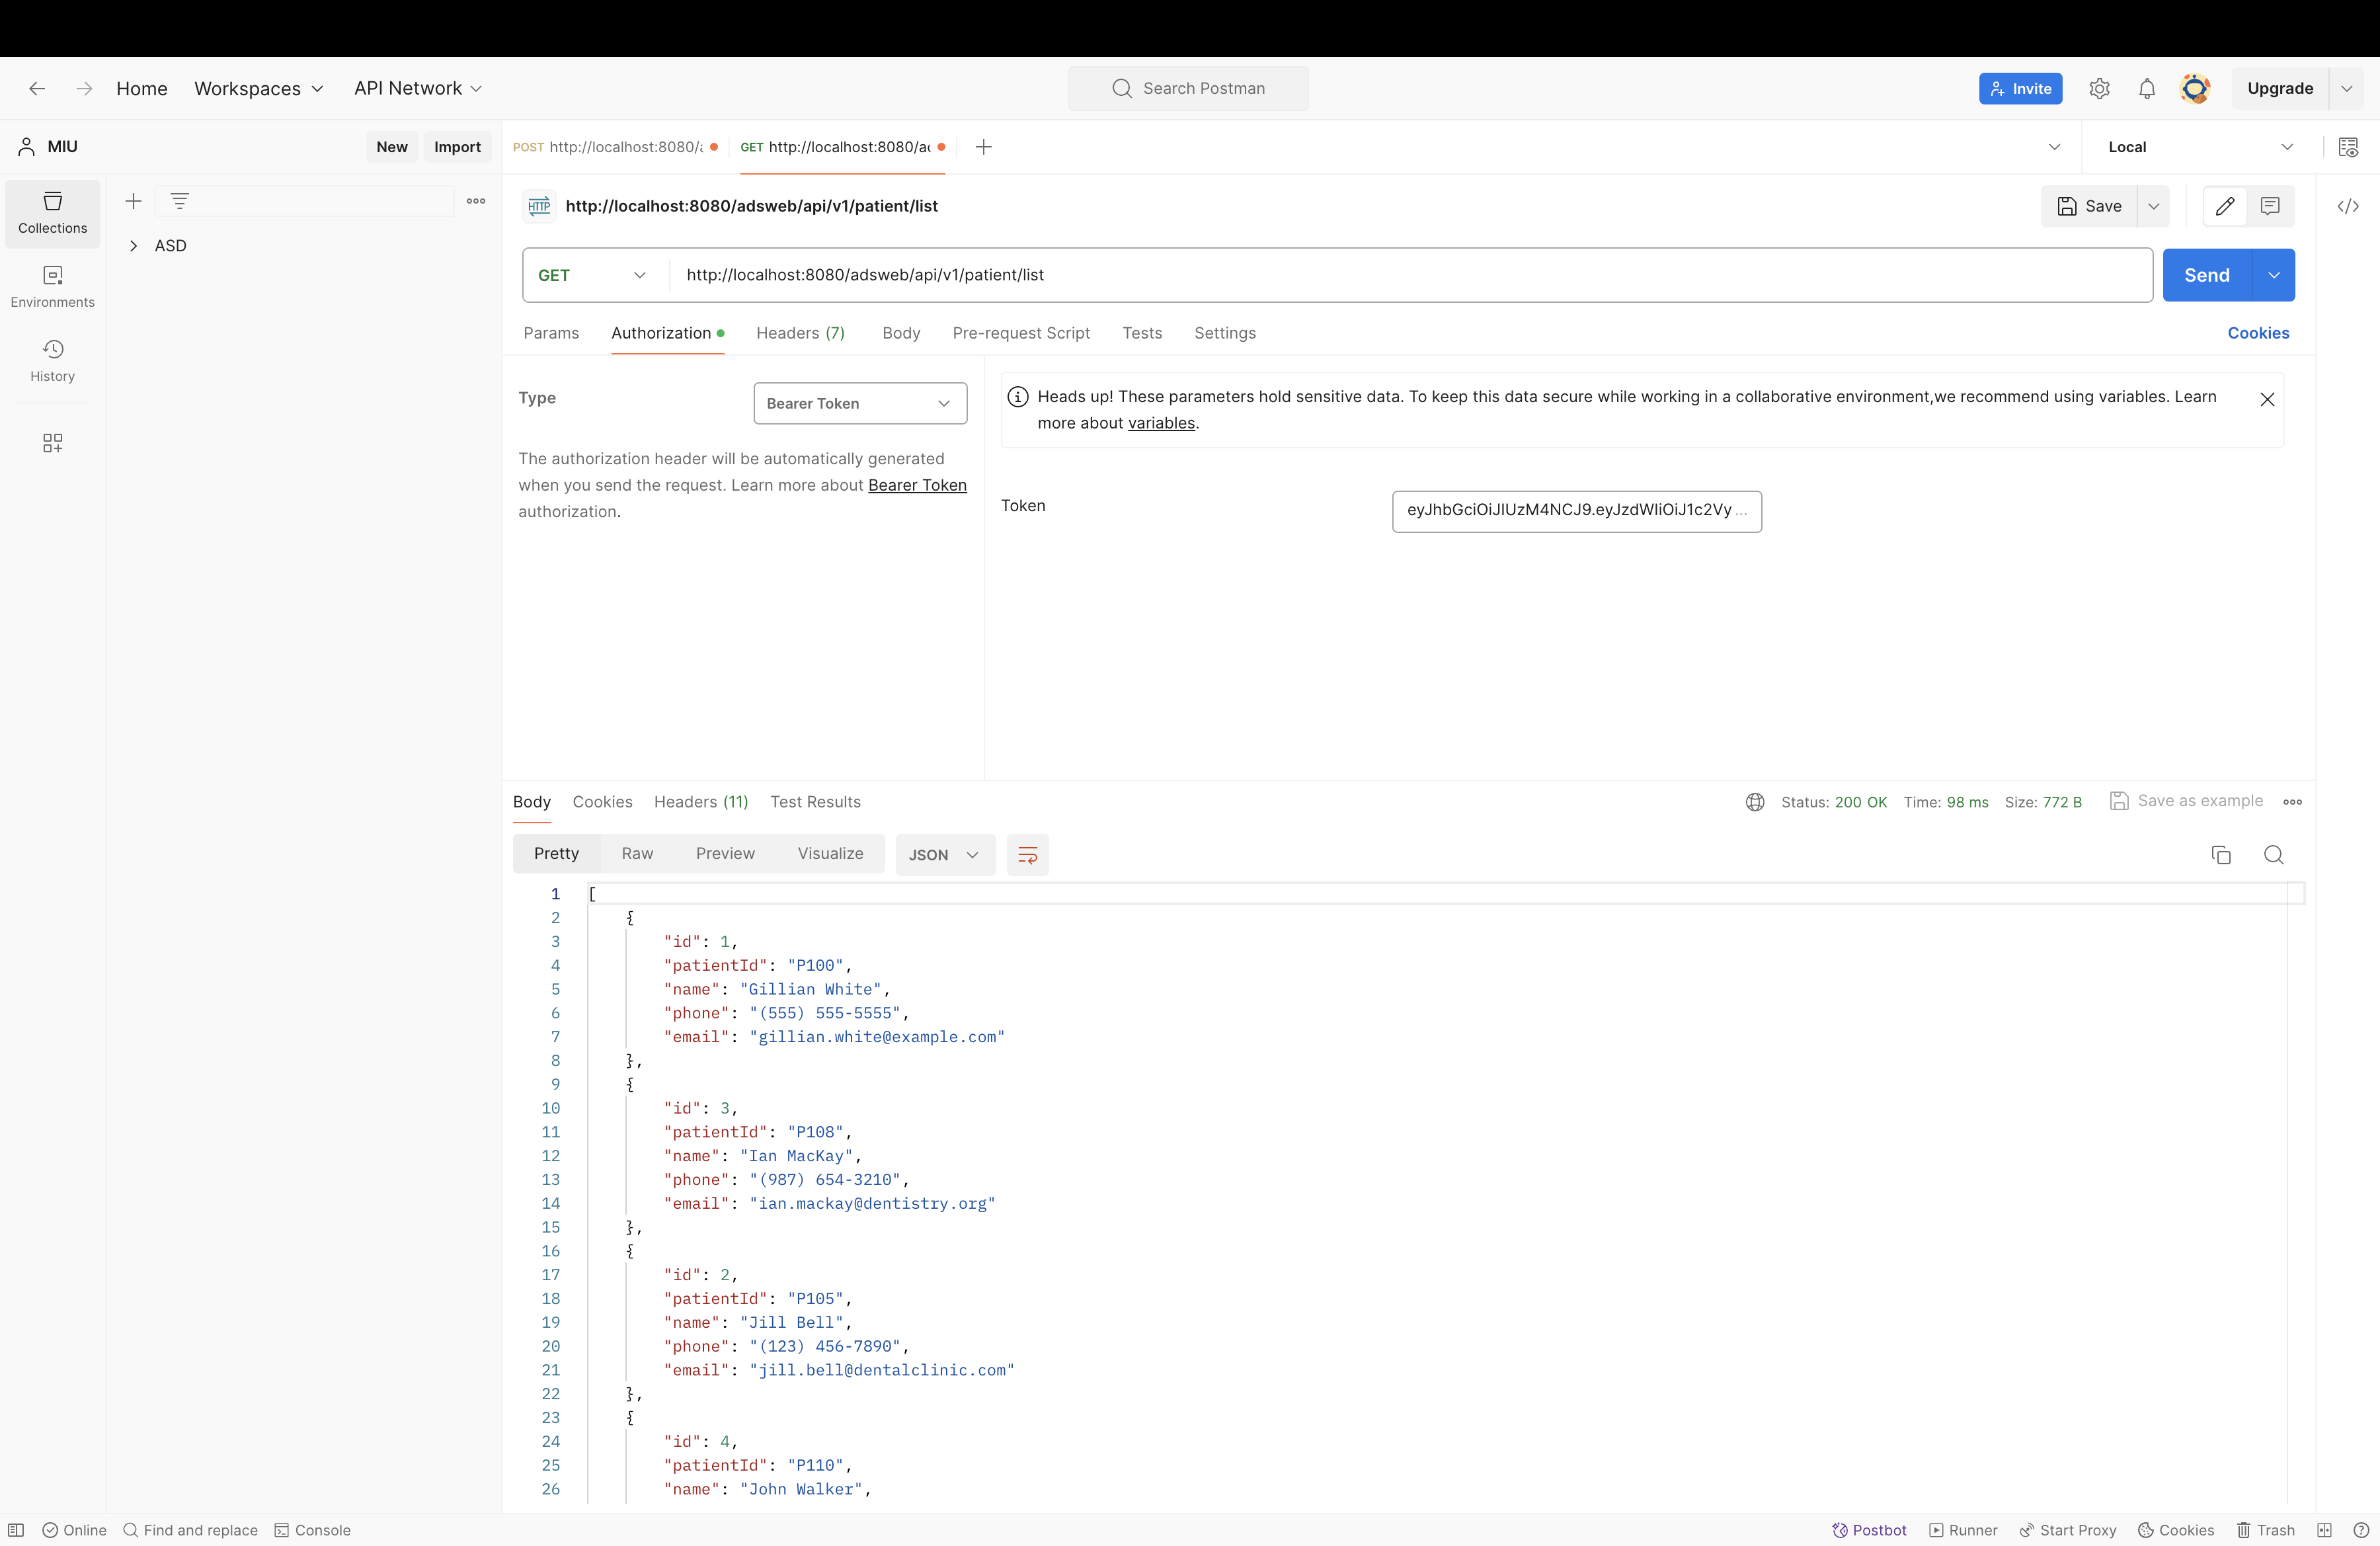 Home Workspaces API Network Search Postman Invite Upgrade
MIU New Import POST http://localhost:8080/a GET http://localhost:8080/ad Local
Collections
Environments
History
ASD
HTTP http://localhost:8080/adsweb/api/v1/patient/list Save
GET http://localhost:8080/adsweb/api/v1/patient/list Send
Params Authorization Headers (7) Body Pre-request Script Tests Settings Cookies
Type Bearer Token
The authorization header will be automatically generated
when you send the request. Learn more about Bearer Token
authorization.
Heads up! These parameters hold sensitive data. To keep this data secure while working in a collaborative environment,we recommend using variables. Learn
more about variables.
Token eyJhbGciOiJIUzM4NCJ9.eyJzdWIiOiJ1c2Vy ...
Body Cookies Headers (11) Test Results Status: 200 OK Time: 98 ms Size: 772 B Save as example
Pretty Raw Preview Visualize JSON
1 [
2 {
3 "id": 1,
4 "patientId": "P100",
5 "name": "Gillian White",
6 "phone": "(555) 555-5555",
7 "email": "gillian.white@example.com"
8 },
9 {
10 "id": 3,
11 "patientId": "P108",
12 "name": "Ian MacKay",
13 "phone": "(987) 654-3210",
14 "email": "ian.mackay@dentistry.org"
15 },
16 {
17 "id": 2,
18 "patientId": "P105",
19 "name": "Jill Bell",
20 "phone": "(123) 456-7890",
21 "email": "jill.bell@dentalclinic.com"
22 },
23 {
24 "id": 4,
25 "patientId": "P110",
26 "name": "John Walker",
Online Find and replace Console Postbot Runner Start Proxy Cookies Trash